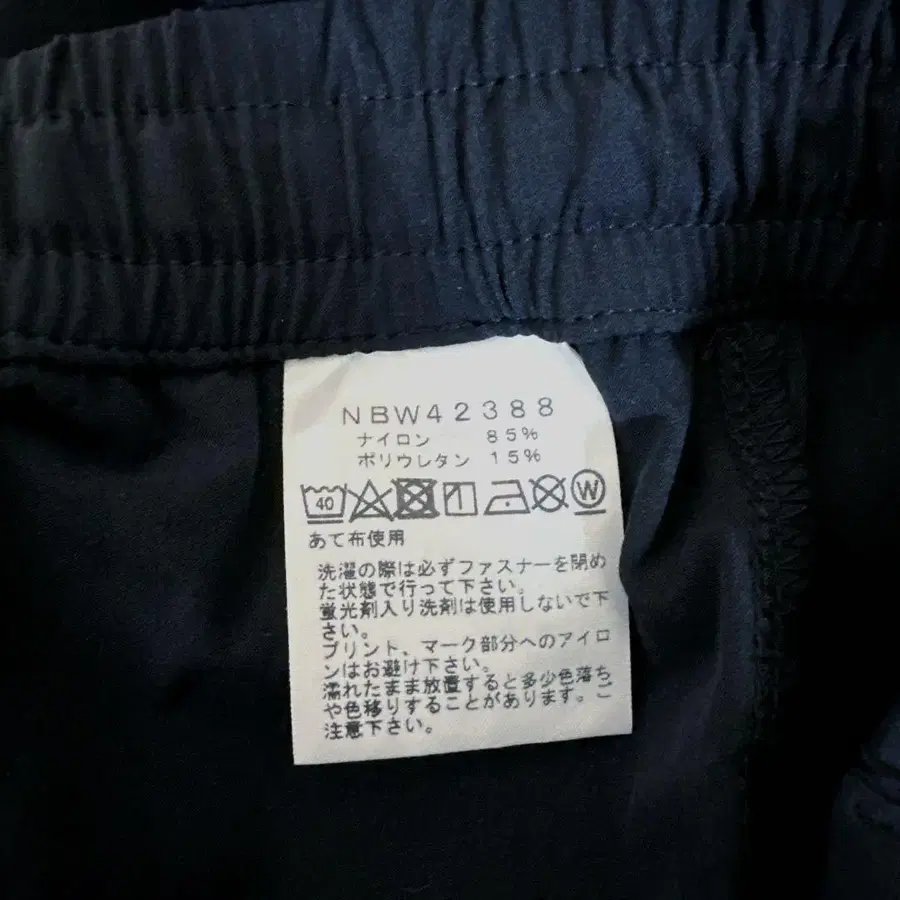 NBW42388
ナイロン 85%
ポリウレタン 15%
40 W
あて布使用
洗濯の際は必ずファスナーを閉め
た状態で行って下さい。
蛍光剤入り洗剤は使用しないで下
さい。
プリント、マーク部分へのアイロ
ンはお避け下さい。
濡れたまま放置すると多少色落ち
や色移りすることがあります。ご
注意下さい。